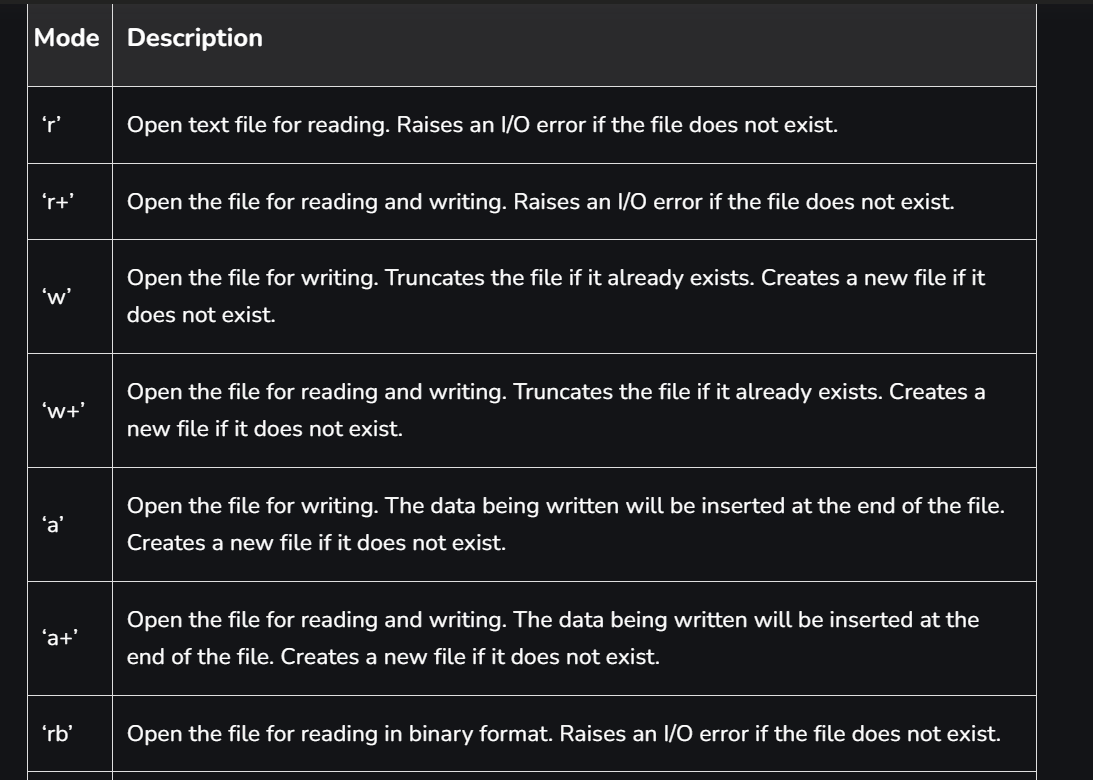 Mode Description
‘r’ Open text file for reading. Raises an I/O error if the file does not exist.
‘r+’ Open the file for reading and writing. Raises an I/O error if the file does not exist.
‘w’ Open the file for writing. Truncates the file if it already exists. Creates a new file if it
does not exist.
‘w+’ Open the file for reading and writing. Truncates the file if it already exists. Creates a
new file if it does not exist.
‘a’ Open the file for writing. The data being written will be inserted at the end of the file.
Creates a new file if it does not exist.
‘a+’ Open the file for reading and writing. The data being written will be inserted at the
end of the file. Creates a new file if it does not exist.
‘rb’ Open the file for reading in binary format. Raises an I/O error if the file does not exist.